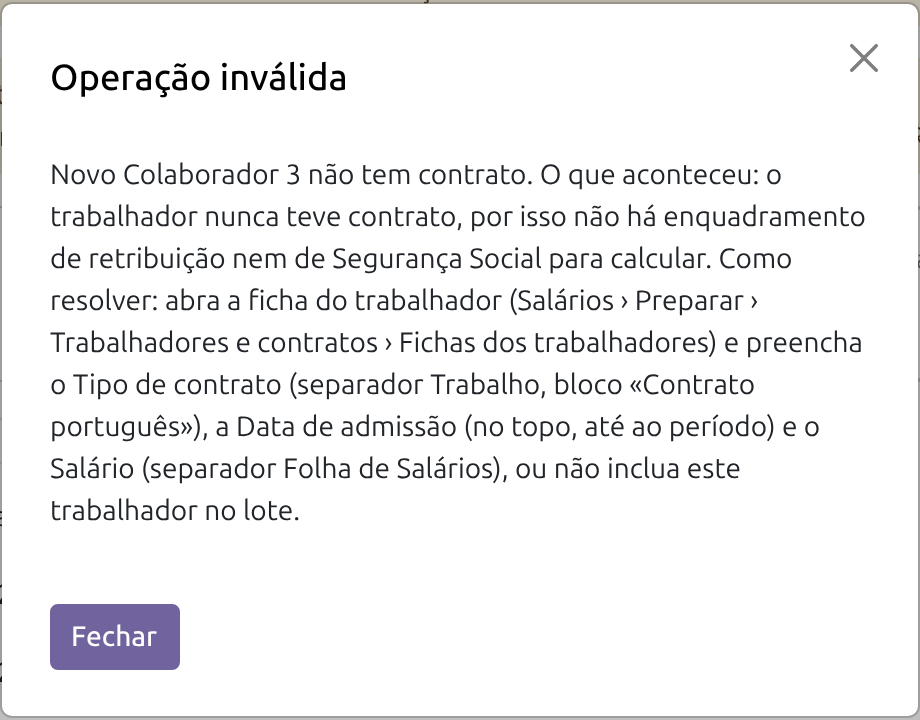 Operação inválida
Novo Colaborador 3 não tem contrato. O que aconteceu: o
trabalhador nunca teve contrato, por isso não há enquadramento
de retribuição nem de Segurança Social para calcular. Como
resolver: abra a ficha do trabalhador (Salários › Preparar ›
Trabalhadores e contratos › Fichas dos trabalhadores) e preencha
o Tipo de contrato (separador Trabalho, bloco «Contrato
português»), a Data de admissão (no topo, até ao período) e o
Salário (separador Folha de Salários), ou não inclua este
trabalhador no lote.
Fechar